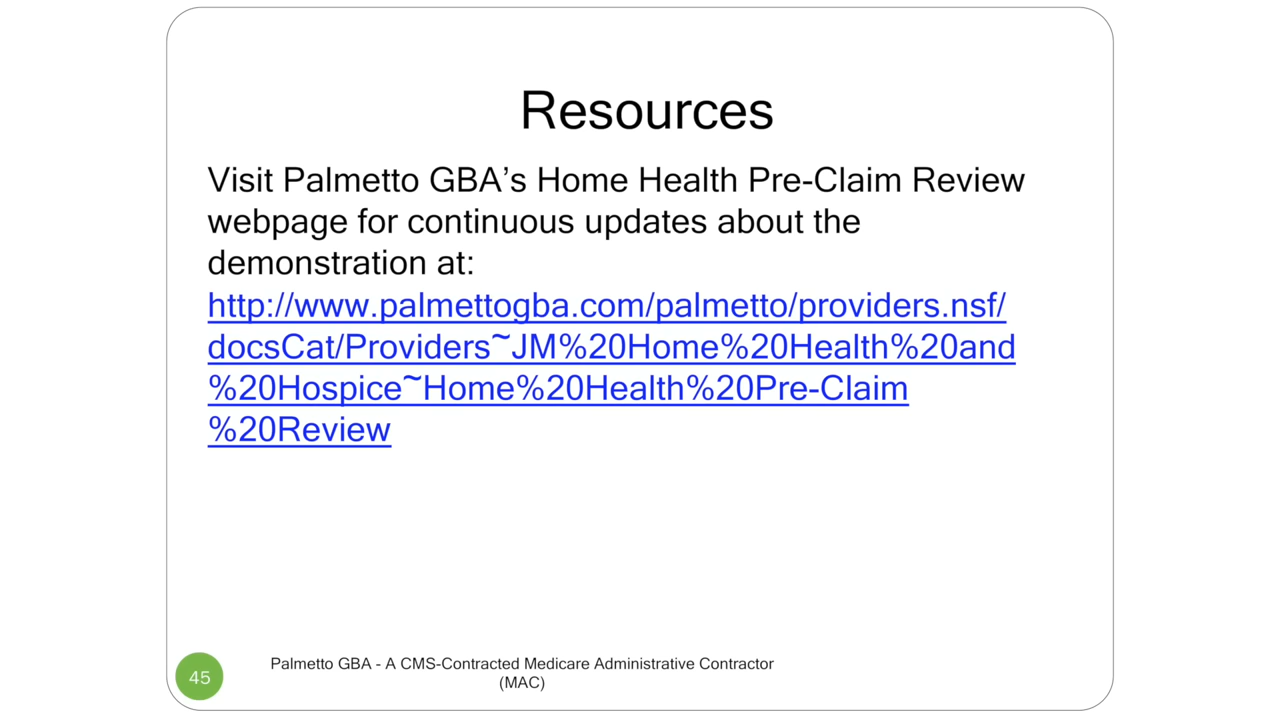 Resources
Visit Palmetto GBA’s Home Health Pre-Claim Review
webpage for continuous updates about the
demonstration at:
http://www.palmettogba.com/palmetto/providers.nsf/
docsCat/Providers~JM%20Home%20Health%20and
%20Hospice~Home%20Health%20Pre-Claim
%20Review
45
Palmetto GBA - A CMS-Contracted Medicare Administrative Contractor
(MAC)